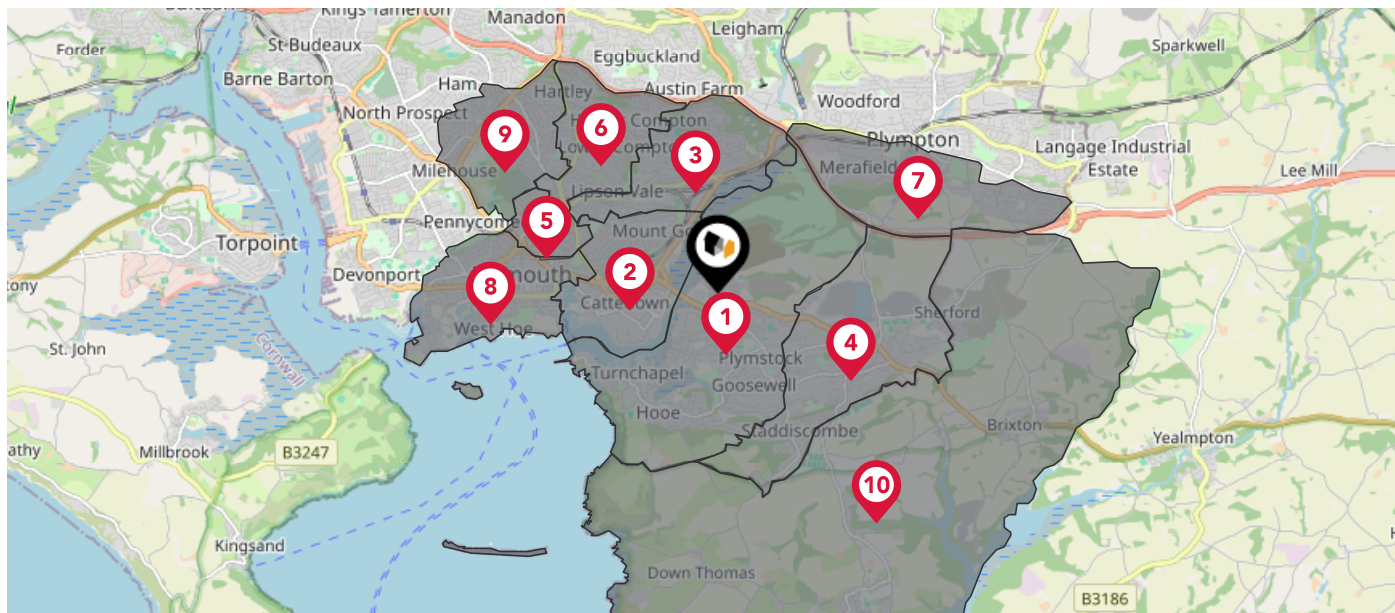 Kings Tamerton
Manadon
Leigham
Forder
St Budeaux
Eggbuckland
Sparkwell
Barne Barton
Ham
Hartley
Austin Farm
Woodford
North Prospect
9
6
Compton
Plympton
3
Langage Industrial
Estate
Lee Mill
Milehouse
Merafield
7
Lipson Vale
Pennycome
5
Mount Go
Torpoint
Devonport
mouth
2
8
Cattedown
1
Sherford
West Hoe
4
St. John
Cornwall
Plymstock
Turnchapel
Goosewell
Hooe
Staddiscombe
Brixton
Yealmpton
Millbrook
B3247
10
Kingsand
Down Thomas
B3186